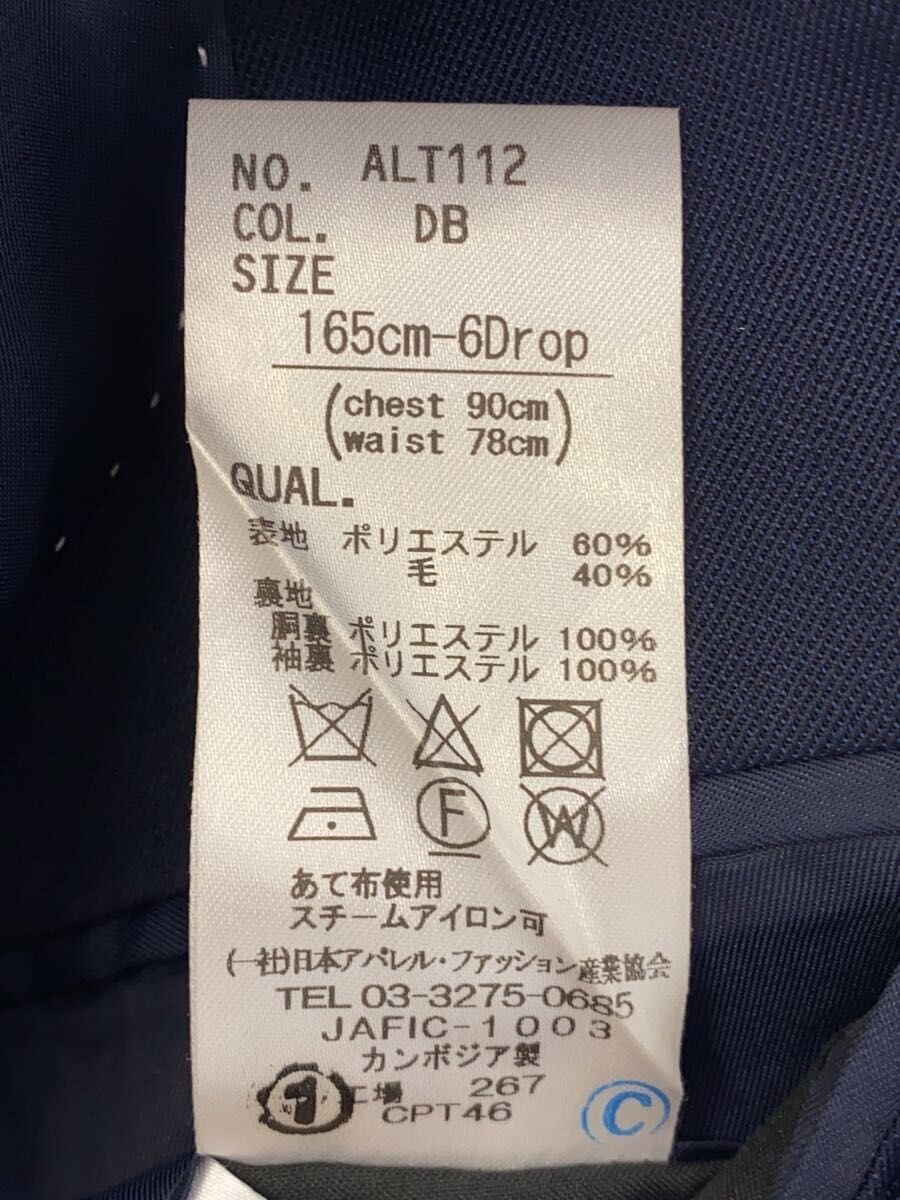 NO. ALT112
COL. DB
SIZE
165cm-6Drop
(chest 90cm
waist 78cm)
QUAL.
表地 ポリエステル 60%
毛 40%
裏地
胴裏 ポリエステル 100%
袖裏 ポリエステル 100%
F
W
あて布使用
スチームアイロン可
(一社)日本アパレル・ファッション産業協会
TEL 03-3275-0685
JAFIC-1003
カンボジア製
1 工場 267
CPT46
C